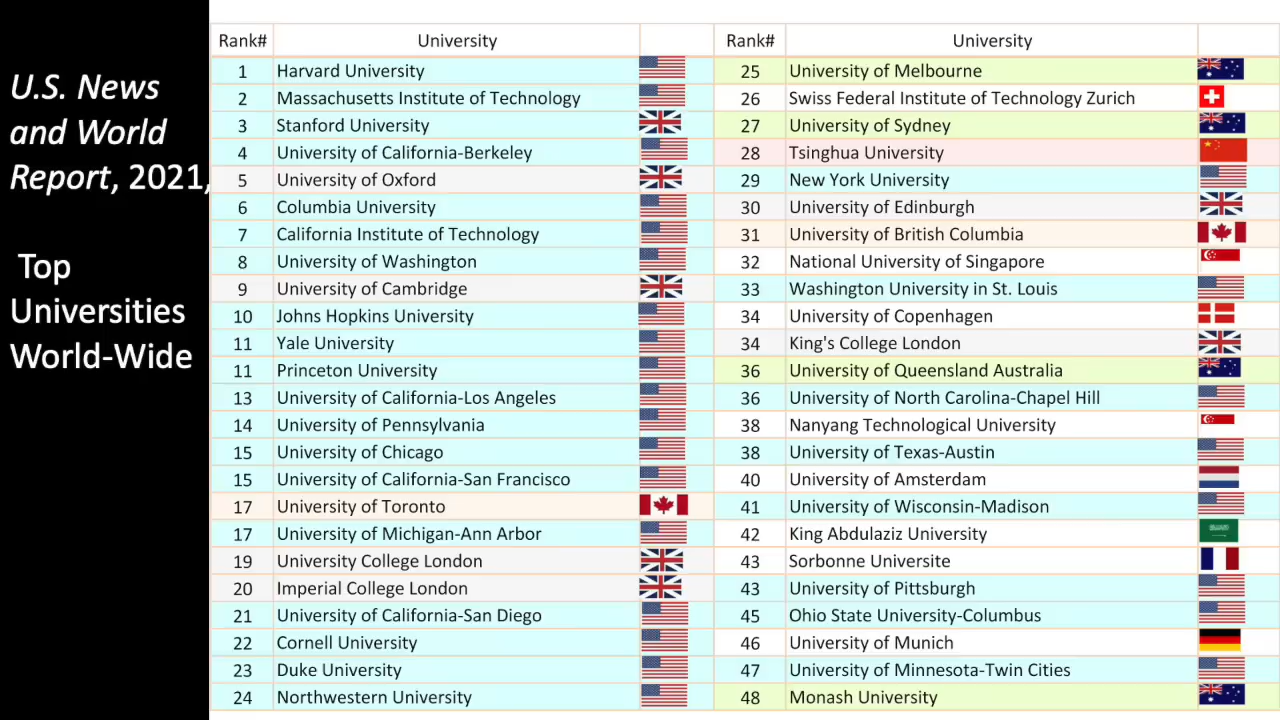 U.S. News
and World
Report, 2021,
Top
Universities
World-Wide
Rank# University Rank# University
1 Harvard University 25 University of Melbourne
2 Massachusetts Institute of Technology 26 Swiss Federal Institute of Technology Zurich
3 Stanford University 27 University of Sydney
4 University of California-Berkeley 28 Tsinghua University
5 University of Oxford 29 New York University
6 Columbia University 30 University of Edinburgh
7 California Institute of Technology 31 University of British Columbia
8 University of Washington 32 National University of Singapore
9 University of Cambridge 33 Washington University in St. Louis
10 Johns Hopkins University 34 University of Copenhagen
11 Yale University 34 King's College London
11 Princeton University 36 University of Queensland Australia
13 University of California-Los Angeles 36 University of North Carolina-Chapel Hill
14 University of Pennsylvania 38 Nanyang Technological University
15 University of Chicago 38 University of Texas-Austin
15 University of California-San Francisco 40 University of Amsterdam
17 University of Toronto 41 University of Wisconsin-Madison
17 University of Michigan-Ann Arbor 42 King Abdulaziz University
19 University College London 43 Sorbonne Universite
20 Imperial College London 43 University of Pittsburgh
21 University of California-San Diego 45 Ohio State University-Columbus
22 Cornell University 46 University of Munich
23 Duke University 47 University of Minnesota-Twin Cities
24 Northwestern University 48 Monash University